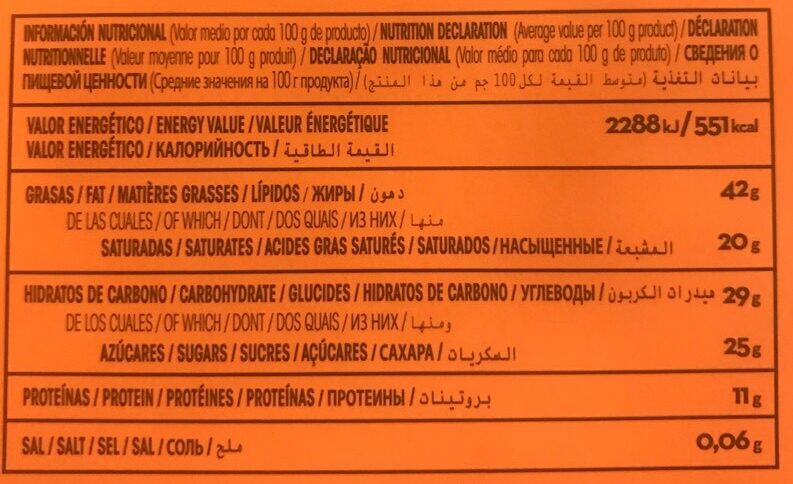 INFORMACIÓN NUTRICIONAL (Valor medio por cada 100 g de producto) / NUTRITION DECLARATION (Average value per 100 g product) / DÉCLARATION
NUTRITIONNELLE (Valeur moyenne pour 100 g produit) / DECLARAÇÃO NUTRICIONAL (Valor médio para cada 100 g de produto) / СВЕДЕНИЯ О
ПИЩЕВОЙ ЦЕННОСТИ (Средние значения на 100 г продукта) / بيانات التغذية (متوسط القيمة لكل 100 جم من هذا المنتج)
VALOR ENERGÉTICO / ENERGY VALUE / VALEUR ÉNERGÉTIQUE 2288 kJ/551 kcal
VALOR ENERGÉTICO / КАЛОРИЙНОСТЬ / القيمة الطاقية
GRASAS / FAT / MATIÈRES GRASSES / LÍPIDOS / ЖИРЫ / دهون 42 g
DE LAS CUALES / OF WHICH / DONT / DOS QUAIS / ИЗ НИХ / منها
SATURADAS / SATURATES / ACIDES GRAS SATURÉS / SATURADOS / НАСЫЩЕННЫЕ / المشبعة 20 g
HIDRATOS DE CARBONO / CARBOHYDRATE / GLUCIDES / HIDRATOS DE CARBONO / УГЛЕВОДЫ / هيدرات الكربون 29 g
DE LOS CUALES / OF WHICH / DONT / DOS QUAIS / ИЗ НИХ / ومنها
AZÚCARES / SUGARS / SUCRES / AÇÚCARES / САХАРА / السكريات 25 g
PROTEÍNAS / PROTEIN / PROTÉINES / PROTEÍNAS / ПРОТЕИНЫ / بروتينات 11 g
SAL / SALT / SEL / SAL / СОЛЬ / ملح 0,06 g